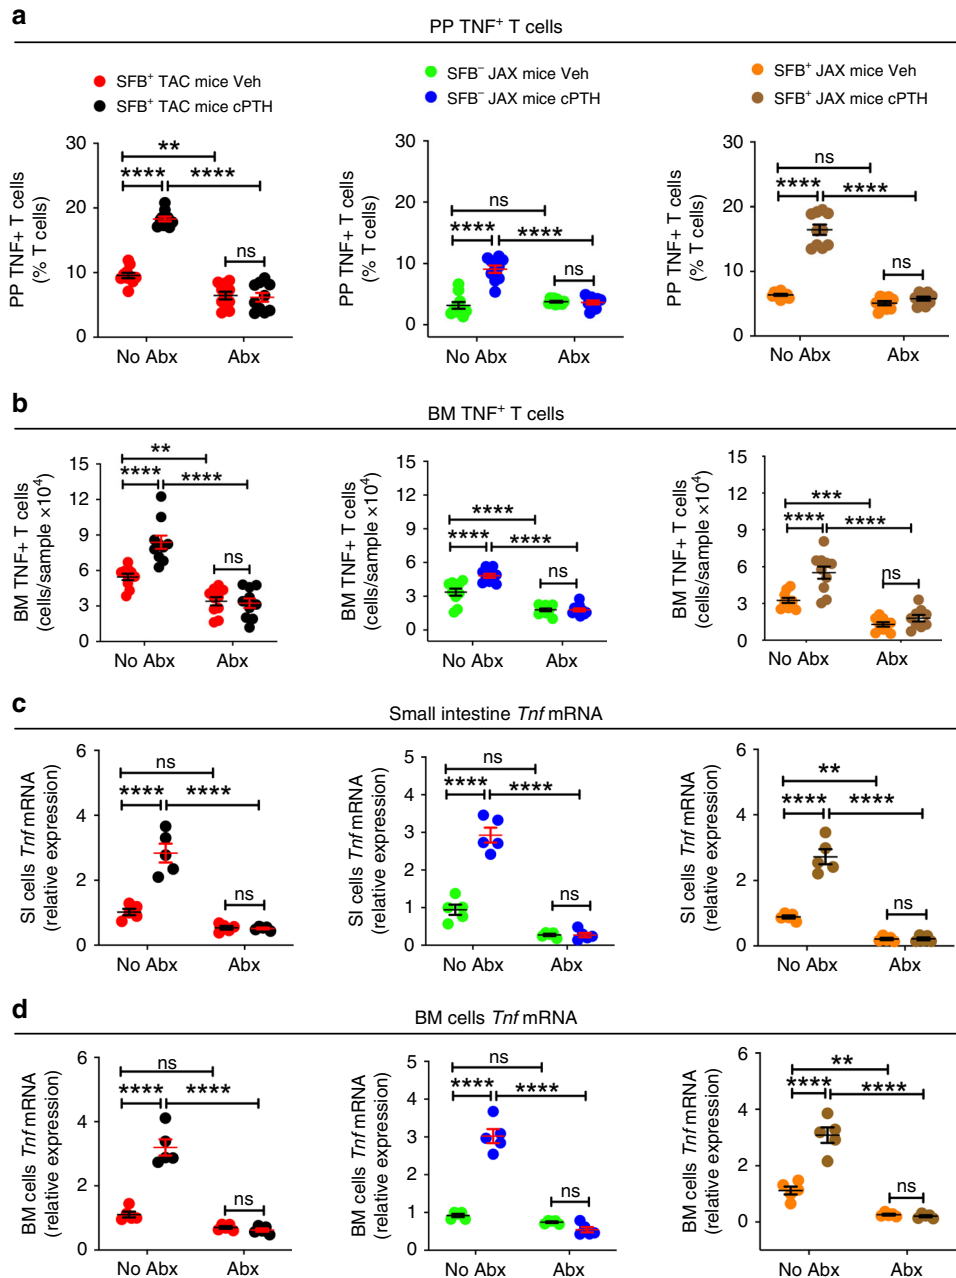 a
PP TNF+ T cells
SFB+ TAC mice Veh
SFB+ TAC mice cPTH
SFB− JAX mice Veh
SFB− JAX mice cPTH
SFB+ JAX mice Veh
SFB+ JAX mice cPTH
PP TNF+ T cells
(% T cells)
30
20
10
0
**
****
****
ns
No Abx
Abx
PP TNF+ T cells
(% T cells)
30
20
10
0
ns
****
****
ns
No Abx
Abx
PP TNF+ T cells
(% T cells)
30
20
10
0
ns
****
****
ns
No Abx
Abx
b
BM TNF+ T cells
BM TNF+ T cells
(cells/sample ×10⁴)
15
12
9
6
3
0
**
****
****
ns
No Abx
Abx
BM TNF+ T cells
(cells/sample ×10⁴)
15
12
9
6
3
0
****
****
****
ns
No Abx
Abx
BM TNF+ T cells
(cells/sample ×10⁴)
15
12
9
6
3
0
***
****
****
ns
No Abx
Abx
c
Small intestine Tnf mRNA
SI cells Tnf mRNA
(relative expression)
6
4
2
0
ns
****
****
ns
No Abx
Abx
SI cells Tnf mRNA
(relative expression)
5
4
3
2
1
0
ns
****
****
ns
No Abx
Abx
SI cells Tnf mRNA
(relative expression)
6
4
2
0
**
****
****
ns
No Abx
Abx
d
BM cells Tnf mRNA
BM cells Tnf mRNA
(relative expression)
6
4
2
0
ns
****
****
ns
No Abx
Abx
BM cells Tnf mRNA
(relative expression)
5
4
3
2
1
0
ns
****
****
ns
No Abx
Abx
BM cells Tnf mRNA
(relative expression)
6
4
2
0
**
****
****
ns
No Abx
Abx